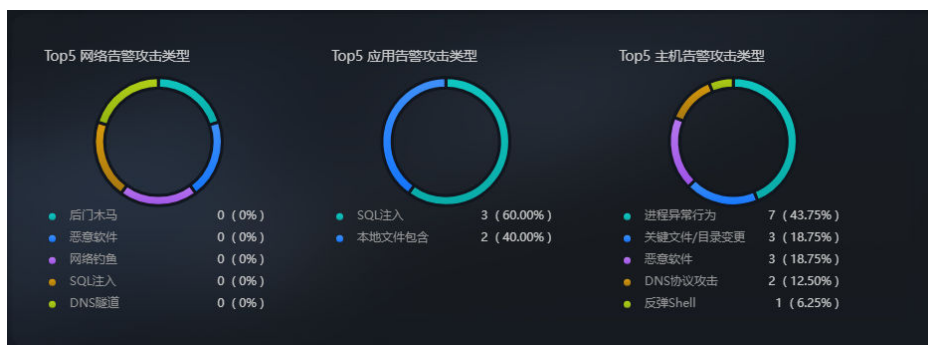 Top5 网络告警攻击类型
后门木马 0（0%）
恶意软件 0（0%）
网络钓鱼 0（0%）
SQL注入 0（0%）
DNS隧道 0（0%）
Top5 应用告警攻击类型
SQL注入 3（60.00%）
本地文件包含 2（40.00%）
Top5 主机告警攻击类型
进程异常行为 7（43.75%）
关键文件/目录变更 3（18.75%）
恶意软件 3（18.75%）
DNS协议攻击 2（12.50%）
反弹Shell 1（6.25%）